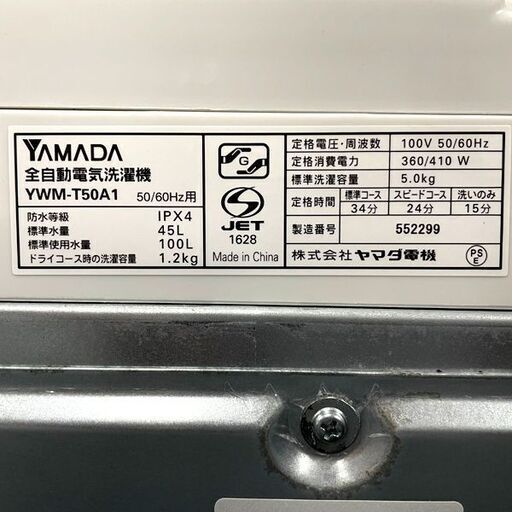 YAMADA
全自動電気洗濯機
YWM-T50A1 50/60Hz用
防水等級 IPX4
標準水量 45L
標準使用水量 100L
ドライコース時の洗濯容量 1.2kg
G
S
JET
1628
Made in China
定格電圧・周波数 100V 50/60Hz
定格消費電力 360/410 W
標準洗濯容量 5.0kg
定格時間 標準コース スピードコース 洗いのみ
34分 24分 15分
製造番号 552299
株式会社ヤマダ電機
PS
E